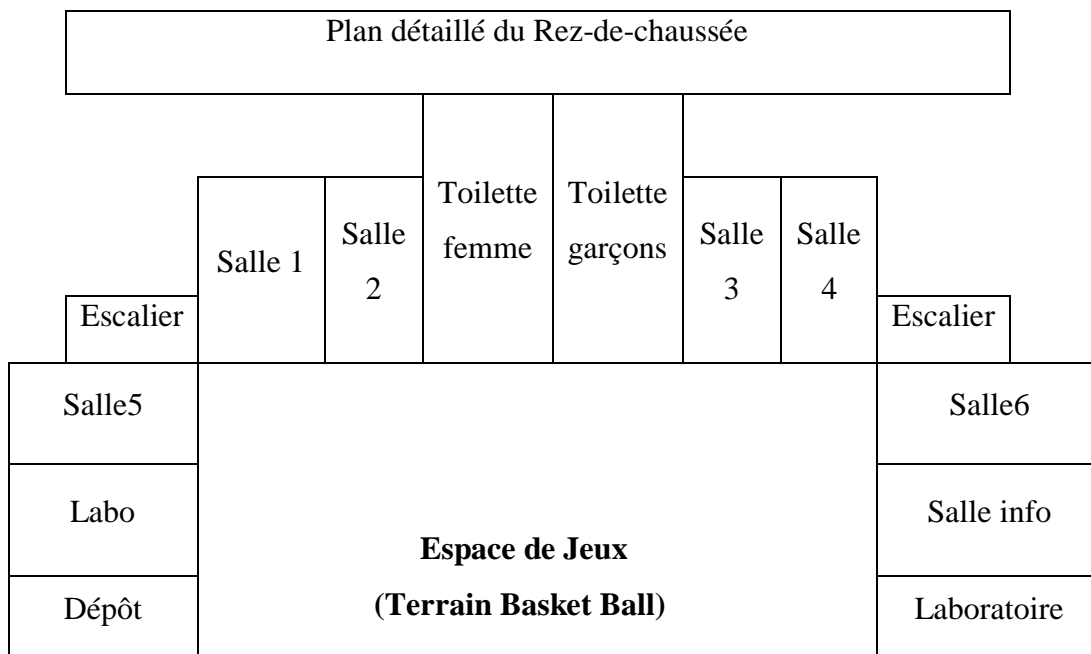 Plan détaillé du Rez-de-chaussée
Toilette
femme
Toilette
garçons
Salle 1
Salle
2
Salle
3
Salle
4
Escalier
Escalier
Salle5
Salle6
Labo
Salle info
Espace de Jeux
(Terrain Basket Ball)
Dépôt
Laboratoire